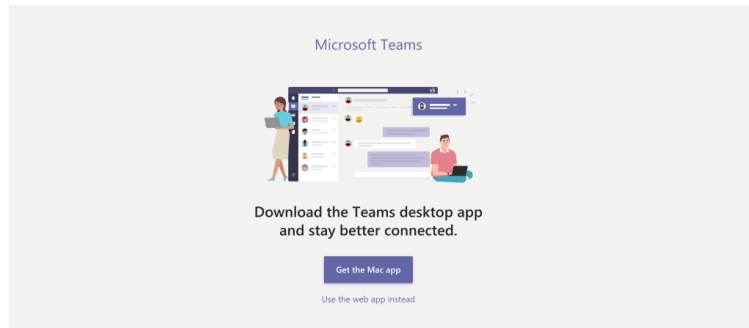 Microsoft Teams
Download the Teams desktop app
and stay better connected.
Get the Mac app
Use the web app instead